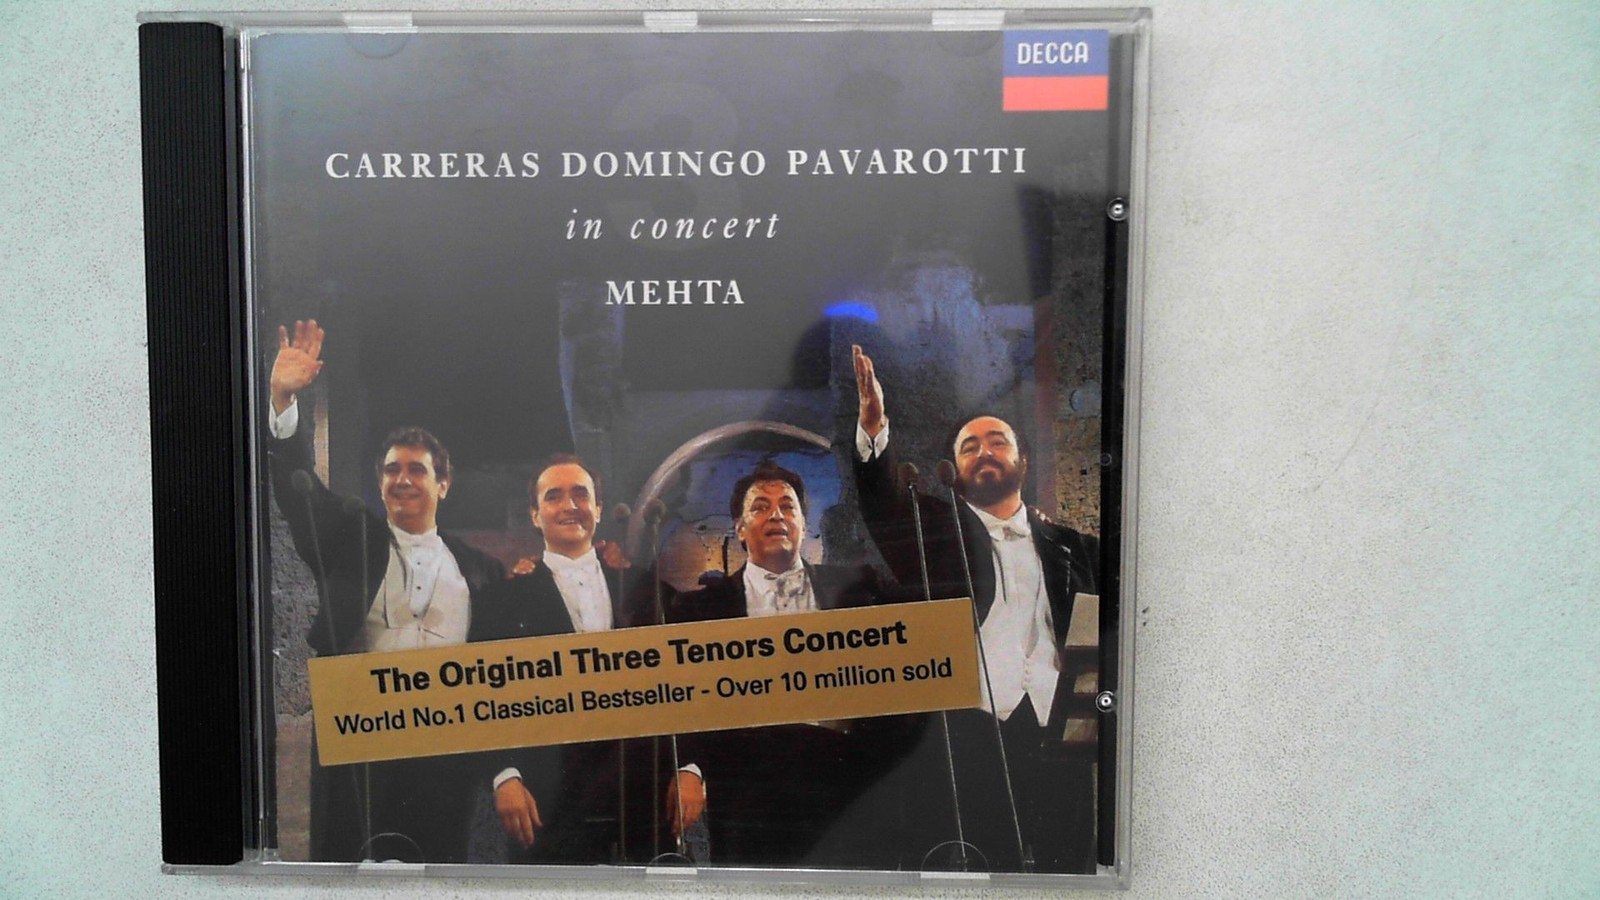 DECCA
CARRERAS DOMINGO PAVAROTTI
in concert
MEHTA
The Original Three Tenors Concert
World No.1 Classical Bestseller - Over 10 million sold